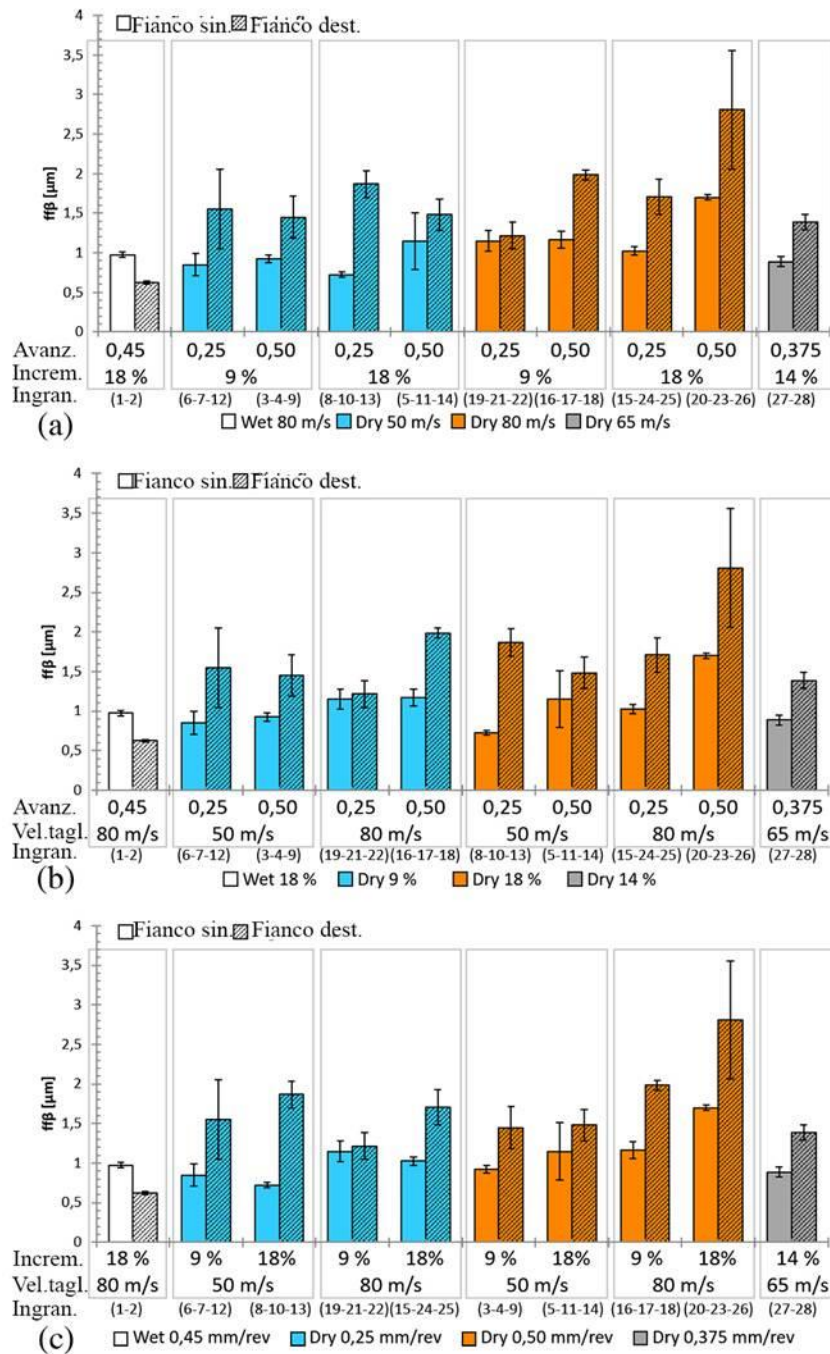 4
Fianco sin. Fianco dest.
3,5
3
2,5
2
1,5
1
0,5
0
ffβ [µm]
Avanz. 0,45 0,25 0,50 0,25 0,50 0,25 0,50 0,25 0,50 0,375
Increm. 18 % 9 % 18 % 9 % 18 % 14 %
Ingran. (1-2) (6-7-12) (3-4-9) (8-10-13) (5-11-14) (19-21-22) (16-17-18) (15-24-25) (20-23-26) (27-28)
(a) Wet 80 m/s Dry 50 m/s Dry 80 m/s Dry 65 m/s
4
Fianco sin. Fianco dest.
3,5
3
2,5
2
1,5
1
0,5
0
ffβ [µm]
Avanz. 0,45 0,25 0,50 0,25 0,50 0,25 0,50 0,25 0,50 0,375
Vel.tagl. 80 m/s 50 m/s 80 m/s 50 m/s 80 m/s 65 m/s
Ingran. (1-2) (6-7-12) (3-4-9) (19-21-22) (16-17-18) (8-10-13) (5-11-14) (15-24-25) (20-23-26) (27-28)
(b) Wet 18 % Dry 9 % Dry 18 % Dry 14 %
4
Fianco sin. Fianco dest.
3,5
3
2,5
2
1,5
1
0,5
0
ffβ [µm]
Increm. 18 % 9 % 18% 9 % 18% 9 % 18% 9 % 18% 14 %
Vel.tagl. 80 m/s 50 m/s 80 m/s 50 m/s 80 m/s 65 m/s
Ingran. (1-2) (6-7-12) (8-10-13) (19-21-22) (15-24-25) (3-4-9) (5-11-14) (16-17-18) (20-23-26) (27-28)
(c) Wet 0,45 mm/rev Dry 0,25 mm/rev Dry 0,50 mm/rev Dry 0,375 mm/rev